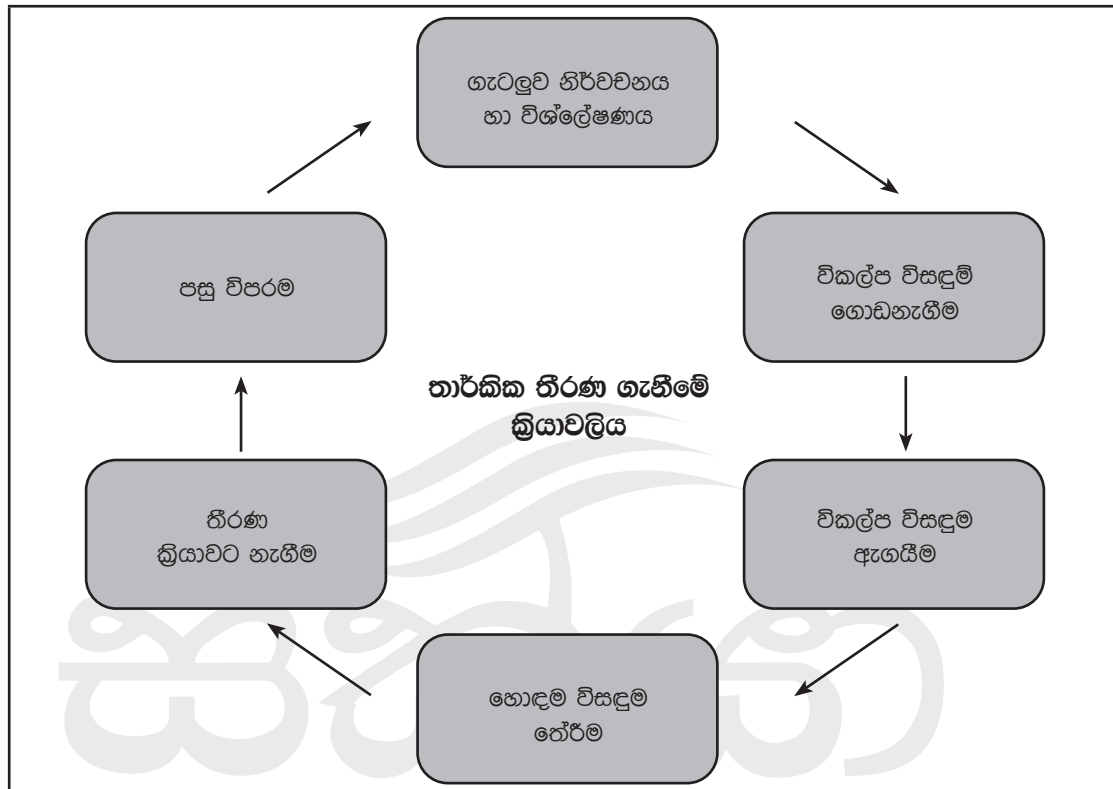 ගැටලුව නිර්වචනය
හා විශ්ලේෂණය
විකල්ප විසඳුම්
ගොඩනැගීම
විකල්ප විසඳුම
ඇගයීම
හොඳම විසඳුම
තේරීම
තීරණ
ක්‍රියාවට නැගීම
පසු විපරම
තාර්කික තීරණ ගැනීමේ
ක්‍රියාවලිය